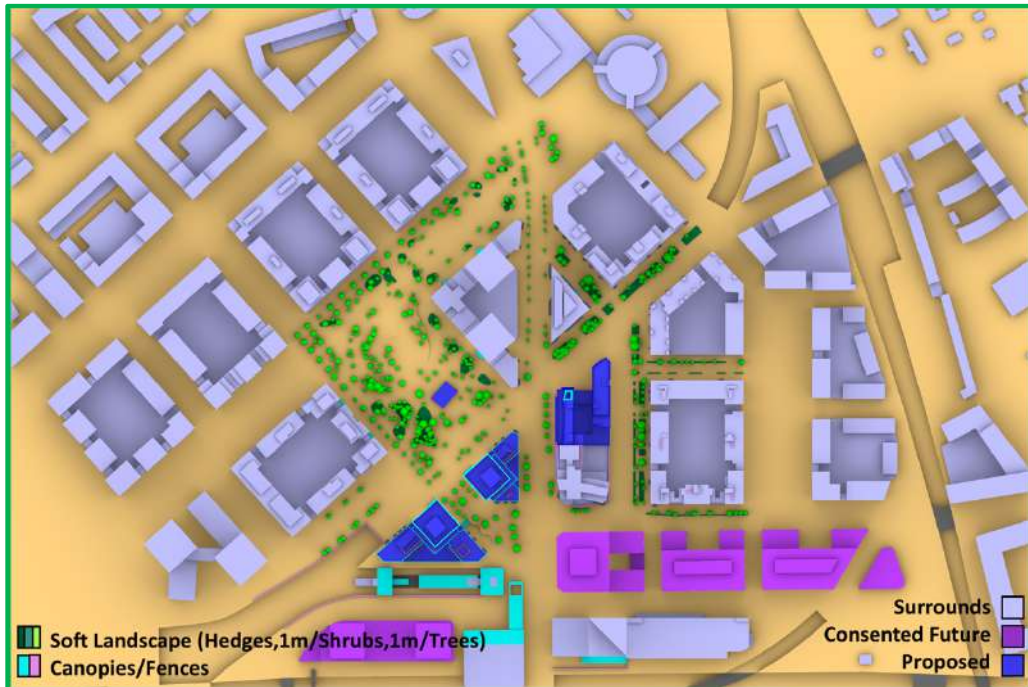 Soft Landscape (Hedges,1m/Shrubs,1m/Trees)
Canopies/Fences
Surrounds
Consented Future
Proposed